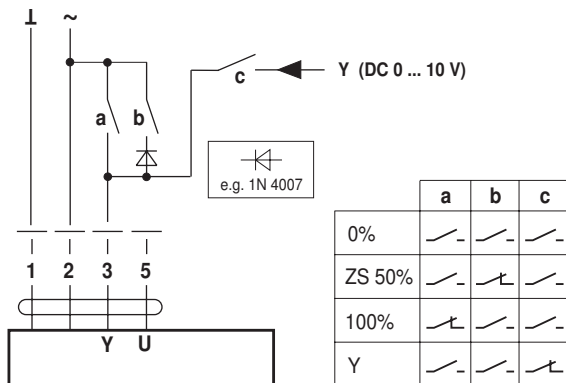 ⊥ ~
a b c Y (DC 0 ... 10 V)
e.g. 1N 4007
1 2 3 5
Y U
a b c
0%
ZS 50%
100%
Y